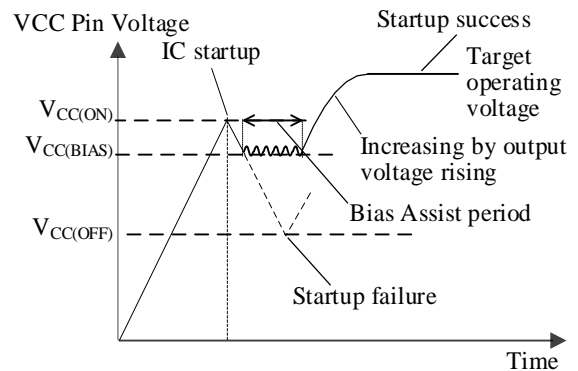 VCC Pin Voltage
Startup success
IC startup
Target
operating
voltage
VCC(ON)
VCC(BIAS)
Increasing by output
voltage rising
Bias Assist period
VCC(OFF)
Startup failure
Time